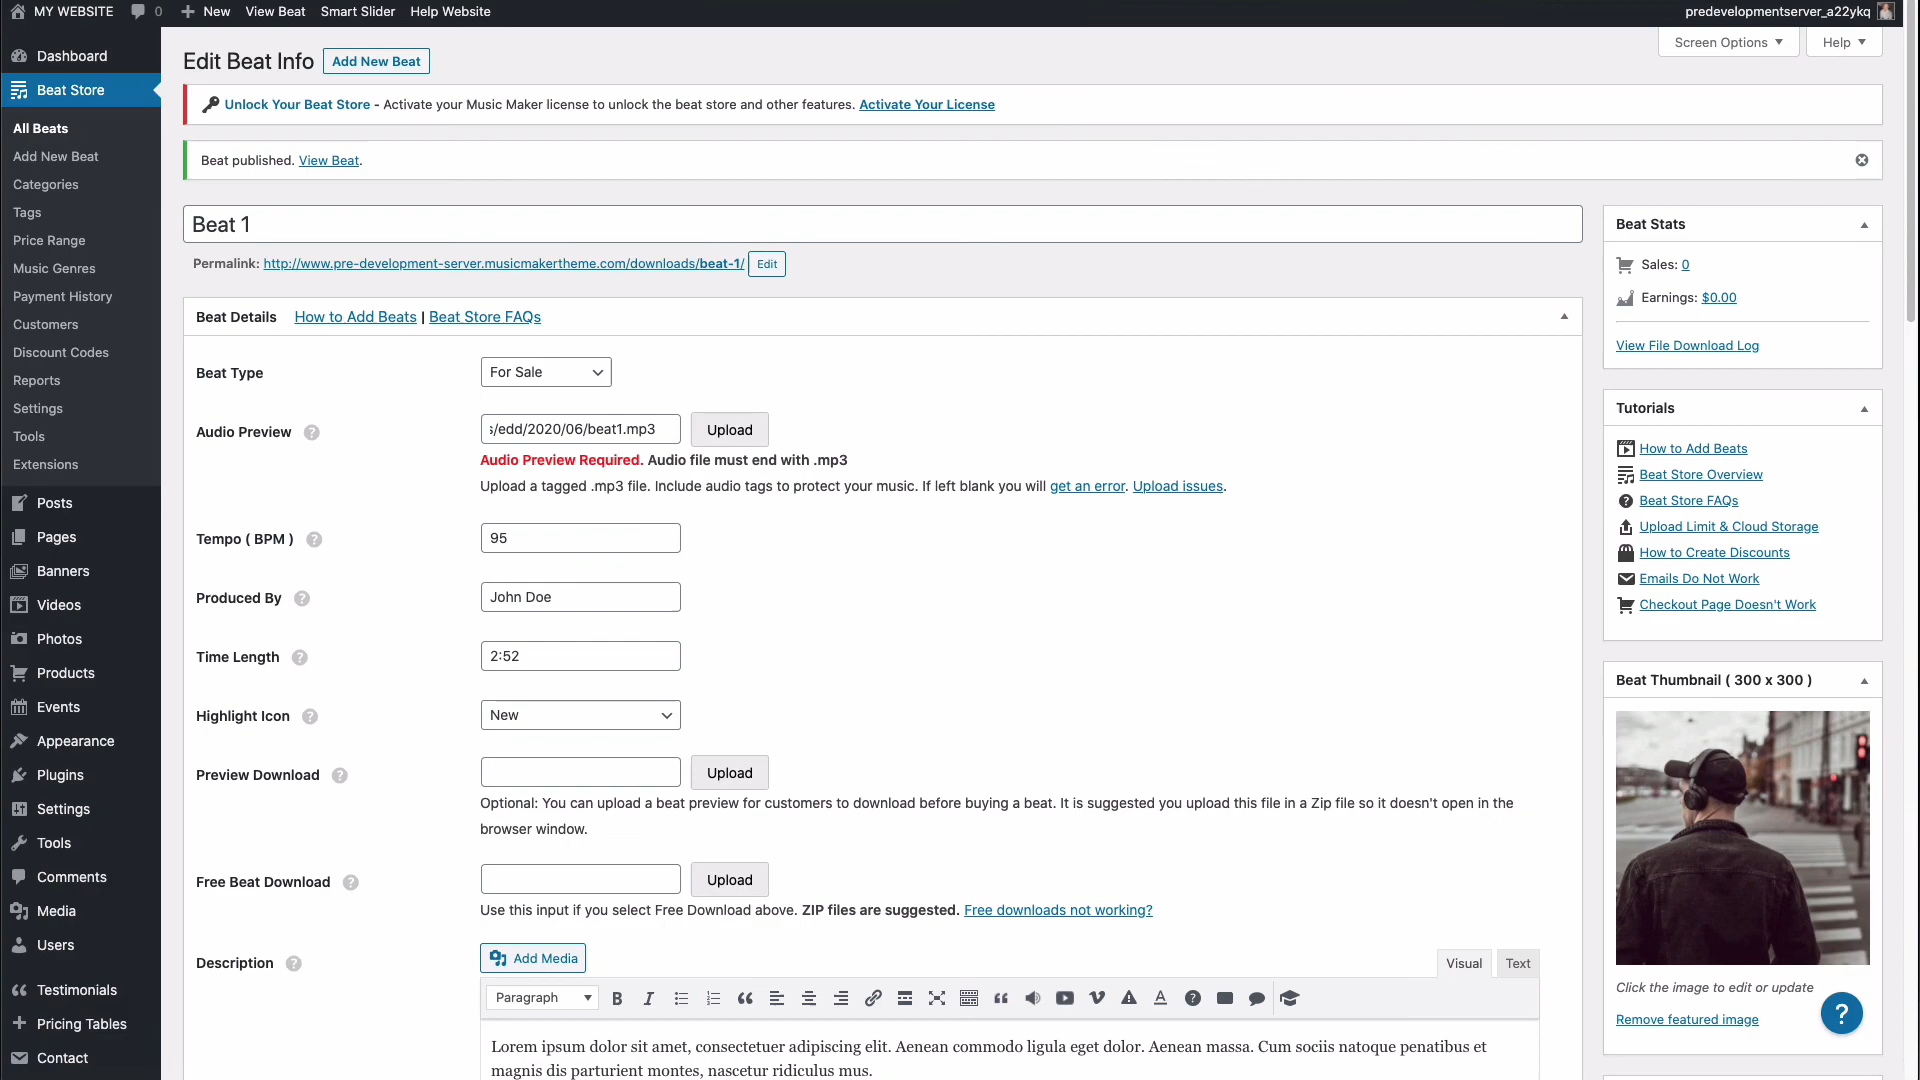 MY WEBSITE 0 New View Beat Smart Slider Help Website predevelopmentserver_a22ykq
Screen Options Help
Dashboard
Beat Store
All Beats
Add New Beat
Categories
Tags
Price Range
Music Genres
Payment History
Customers
Discount Codes
Reports
Settings
Tools
Extensions
Posts
Pages
Banners
Videos
Photos
Products
Events
Appearance
Plugins
Settings
Tools
Comments
Media
Users
Testimonials
Pricing Tables
Contact
Edit Beat Info Add New Beat
Unlock Your Beat Store - Activate your Music Maker license to unlock the beat store and other features. Activate Your License
Beat published. View Beat.
Beat 1
Permalink: http://www.pre-development-server.musicmakertheme.com/downloads/beat-1/ Edit
Beat Details How to Add Beats | Beat Store FAQs
Beat Type For Sale
Audio Preview ? s/edd/2020/06/beat1.mp3 Upload
Audio Preview Required. Audio file must end with .mp3
Upload a tagged .mp3 file. Include audio tags to protect your music. If left blank you will get an error. Upload issues.
Tempo ( BPM ) ? 95
Produced By ? John Doe
Time Length ? 2:52
Highlight Icon ? New
Preview Download ? Upload
Optional: You can upload a beat preview for customers to download before buying a beat. It is suggested you upload this file in a Zip file so it doesn't open in the
browser window.
Free Beat Download ? Upload
Use this input if you select Free Download above. ZIP files are suggested. Free downloads not working?
Description ? Add Media Visual Text
Paragraph
Lorem ipsum dolor sit amet, consectetuer adipiscing elit. Aenean commodo ligula eget dolor. Aenean massa. Cum sociis natoque penatibus et
magnis dis parturient montes, nascetur ridiculus mus.
Beat Stats
Sales: 0
Earnings: $0.00
View File Download Log
Tutorials
How to Add Beats
Beat Store Overview
Beat Store FAQs
Upload Limit & Cloud Storage
How to Create Discounts
Emails Do Not Work
Checkout Page Doesn't Work
Beat Thumbnail ( 300 x 300 )
Click the image to edit or update
Remove featured image
?